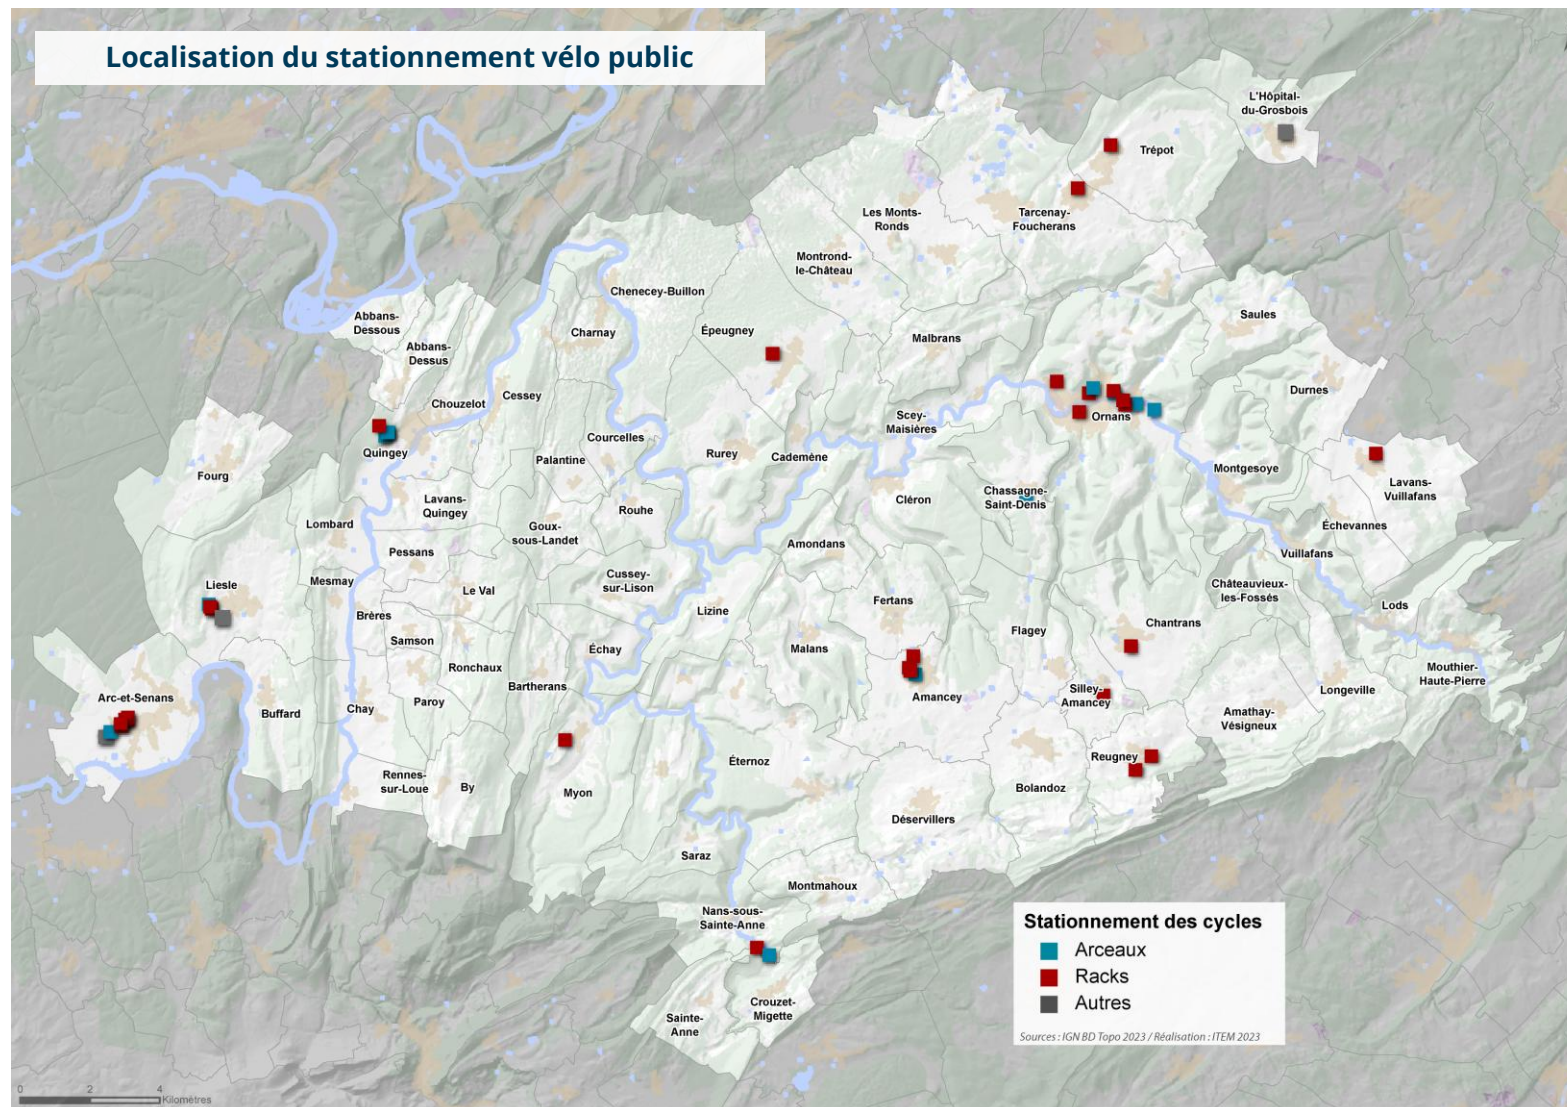 Localisation du stationnement vélo public
L'Hôpital-
du-Grosbois
Trépot
Les Monts-
Ronds
Tarcenay-
Foucherans
Montrond-
le-Château
Chenecey-Buillon
Abbans-
Dessous
Charnay
Épeugney
Malbrans
Saules
Abbans-
Dessus
Durnes
Cessey
Chouzelot
Scey-
Maisières
Ornans
Courcelles
Quingey
Rurey
Cademène
Palantine
Fourg
Montgesoye
Lavans-
Vuillafans
Lavans-
Quingey
Cléron
Chassagne-
Saint-Denis
Rouhe
Lombard
Goux-
sous-Landet
Échevannes
Pessans
Amondans
Vuillafans
Liesle
Mesmay
Cussey-
sur-Lison
Le Val
Châteauvieux-
les-Fossés
Fertans
Lods
Brères
Lizine
Chantrans
Samson
Flagey
Échay
Malans
Ronchaux
Mouthier-
Haute-Pierre
Bartherans
Silley-
Amancey
Longeville
Arc-et-Senans
Amancey
Paroy
Chay
Buffard
Amathay-
Vésigneux
Reugney
Éternoz
Rennes-
sur-Loue
By
Myon
Bolandoz
Déservillers
Saraz
Montmahoux
Nans-sous-
Sainte-Anne
Crouzet-
Migette
Sainte-
Anne
Stationnement des cycles
Arceaux
Racks
Autres
Sources : IGN BD Topo 2023 / Réalisation : ITEM 2023
0 2 4
Kilomètres